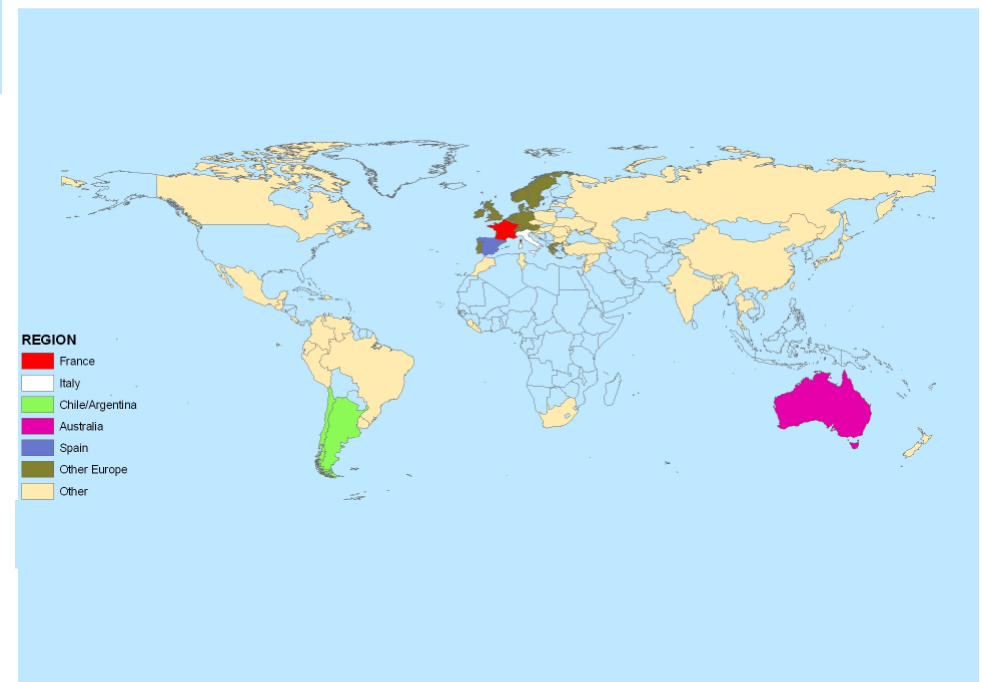 REGION
France
Italy
Chile/Argentina
Australia
Spain
Other Europe
Other